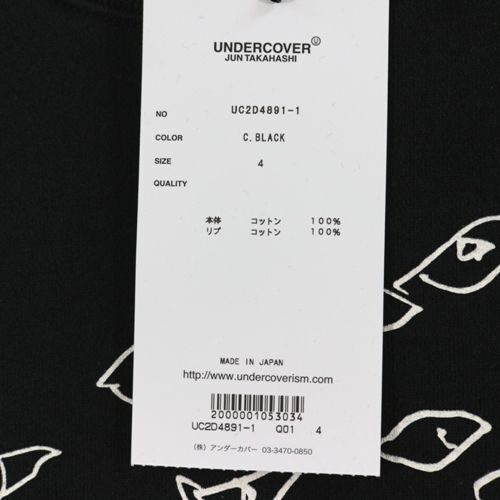 UNDERCOVER Ⓤ
JUN TAKAHASHI
NO UC2D4891-1
COLOR C.BLACK
SIZE 4
QUALITY
本体 コットン 100%
リブ コットン 100%
MADE IN JAPAN
http://www.undercoverism.com
2000001053034
UC2D4891-1 Q01 4
(株) アンダーカバー 03-3470-0850